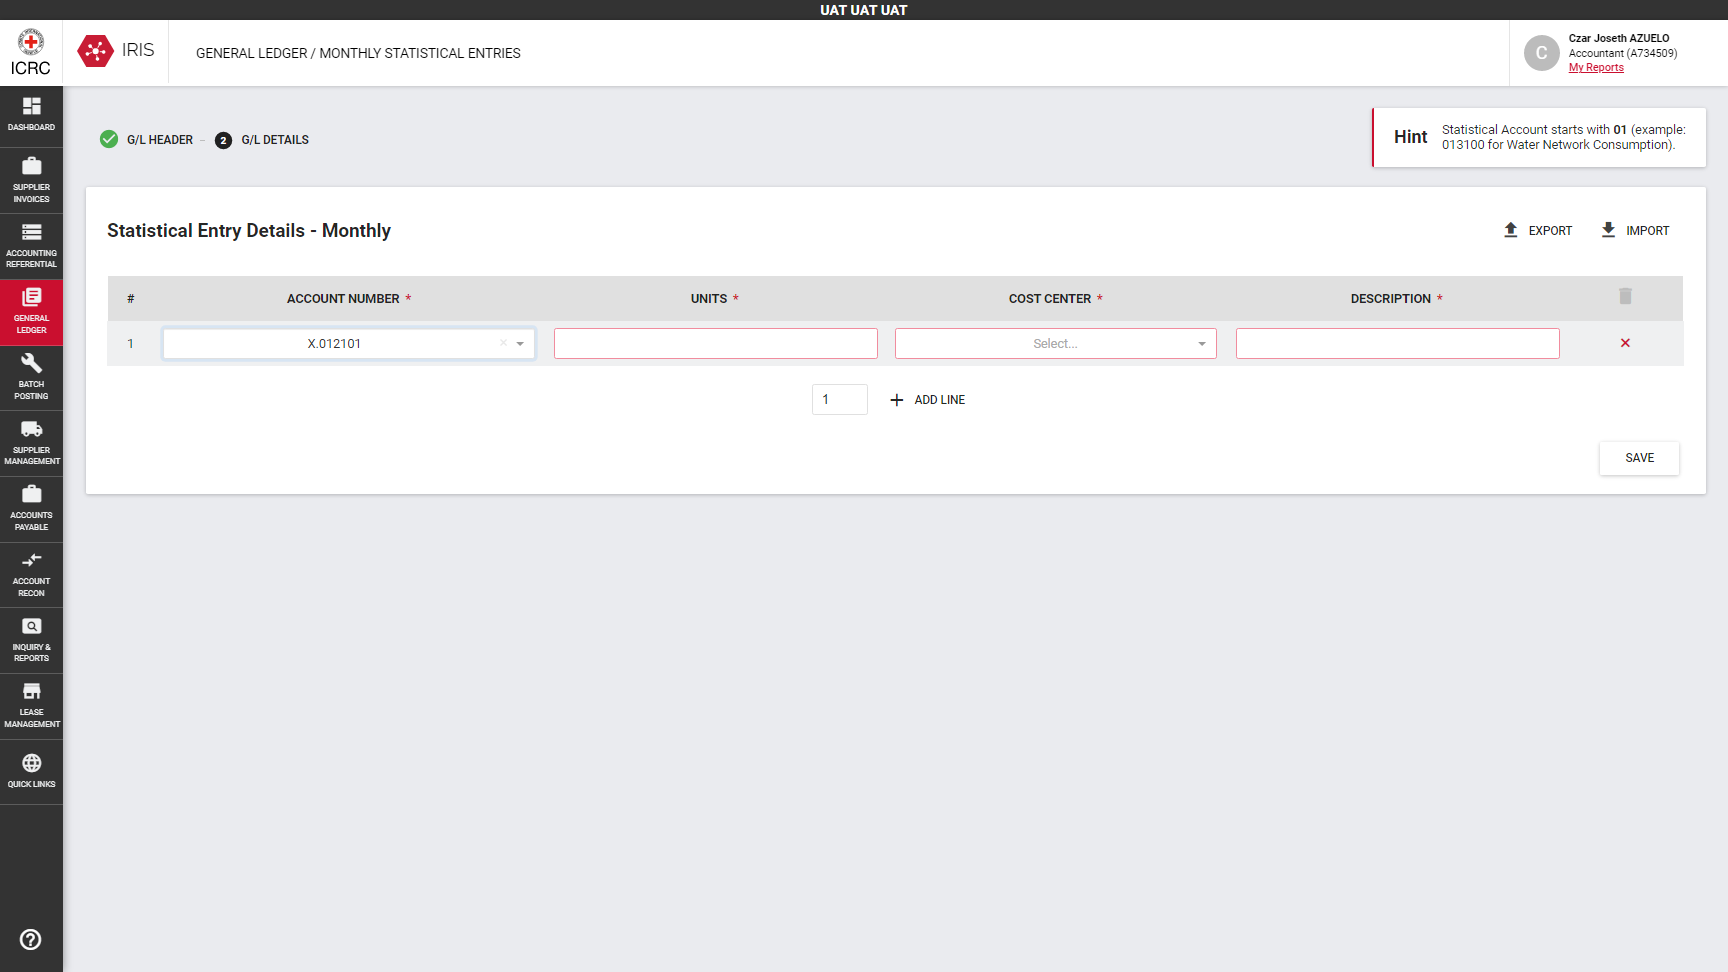 UAT UAT UAT
ICRC
IRIS
GENERAL LEDGER / MONTHLY STATISTICAL ENTRIES
C
Czar Joseth AZUELO
Accountant (A734509)
My Reports
DASHBOARD
SUPPLIER
INVOICES
ACCOUNTING
REFERENTIAL
GENERAL
LEDGER
BATCH
POSTING
SUPPLIER
MANAGEMENT
ACCOUNTS
PAYABLE
ACCOUNT
RECON
INQUIRY &
REPORTS
LEASE
MANAGEMENT
QUICK LINKS
G/L HEADER
2 G/L DETAILS
Hint
Statistical Account starts with 01 (example:
013100 for Water Network Consumption).
Statistical Entry Details - Monthly
EXPORT
IMPORT
# ACCOUNT NUMBER * UNITS * COST CENTER * DESCRIPTION *
1 X.012101 Select...
1 ADD LINE
SAVE